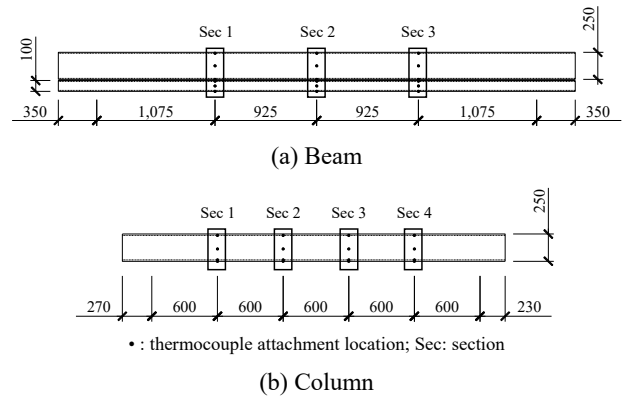 Sec 1 Sec 2 Sec 3
100
250
350 1,075 925 925 1,075 350
(a) Beam
Sec 1 Sec 2 Sec 3 Sec 4
250
270 600 600 600 600 600 230
• : thermocouple attachment location; Sec: section
(b) Column